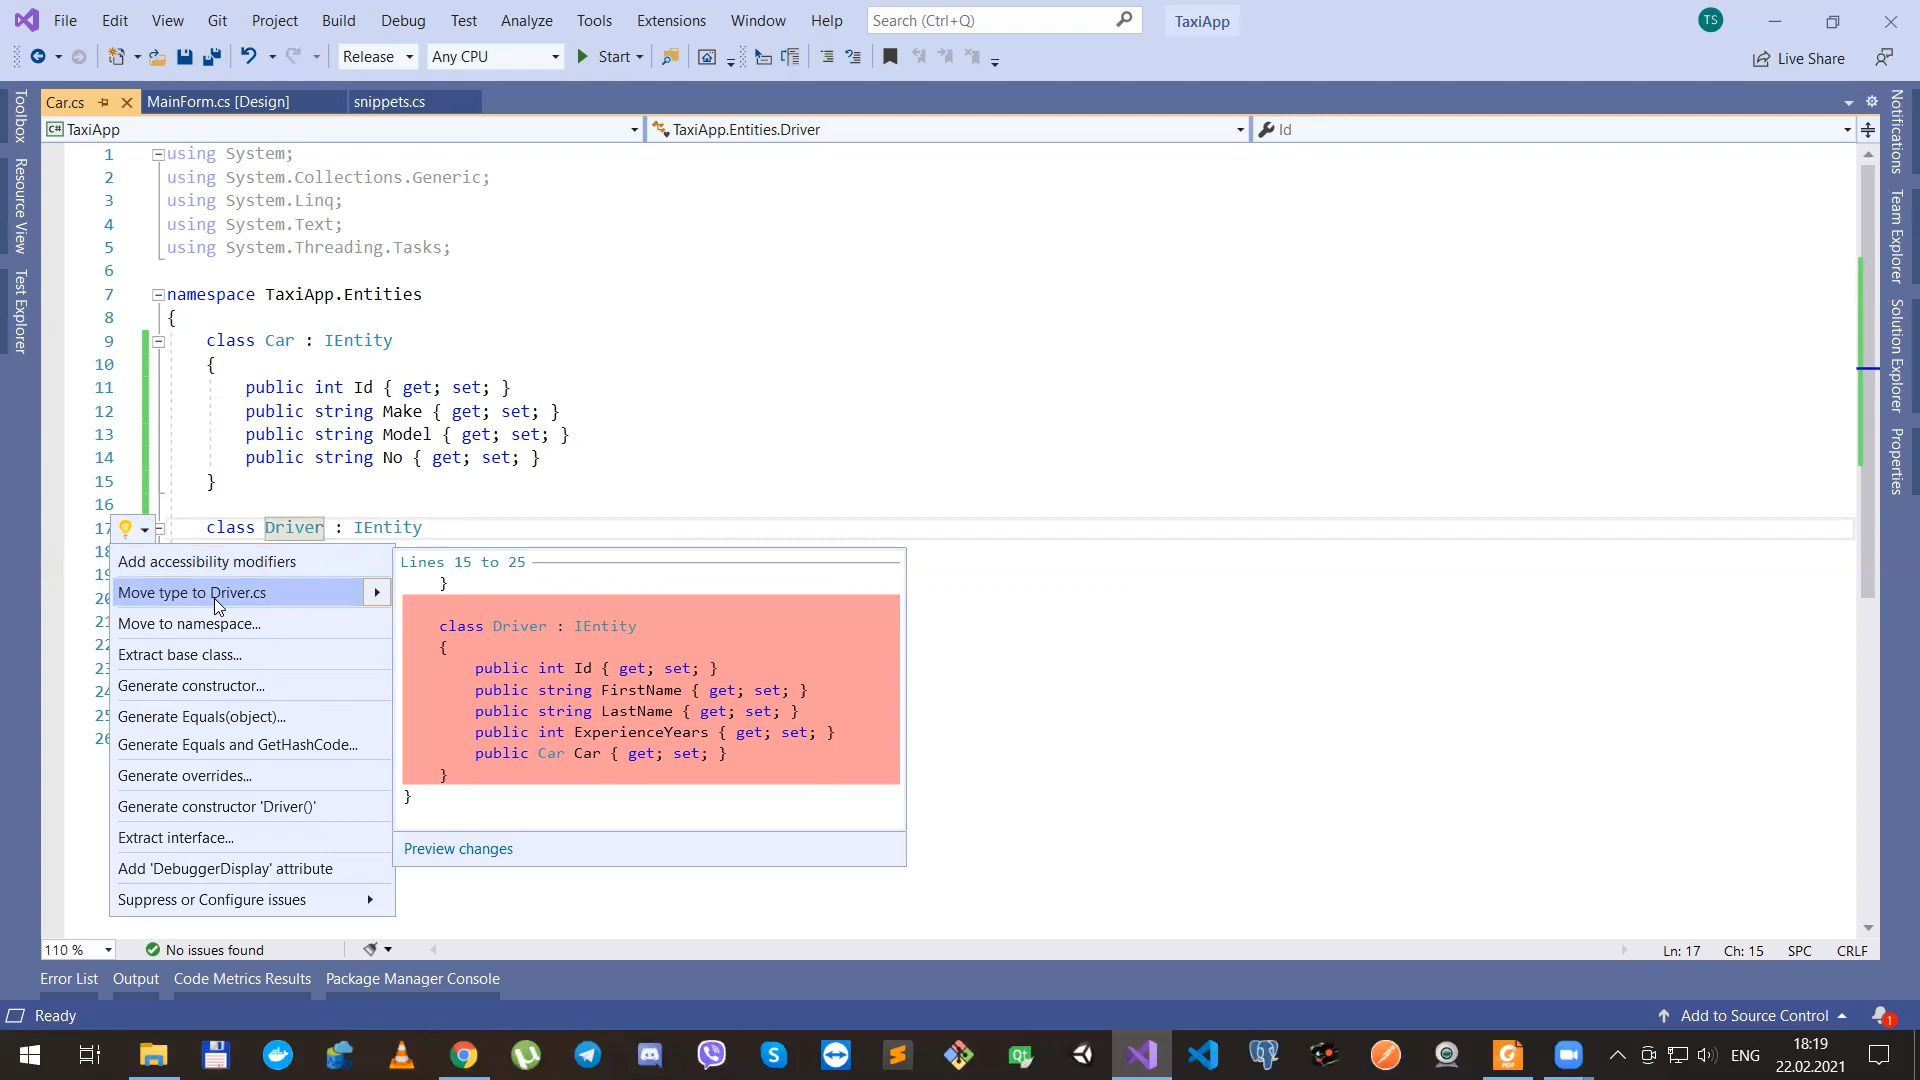 File Edit View Git Project Build Debug Test Analyze Tools Extensions Window Help Search (Ctrl+Q) TaxiApp TS
Release Any CPU Start Live Share
Car.cs MainForm.cs [Design] snippets.cs
TaxiApp TaxiApp.Entities.Driver Id
Toolbox
Resource View
Test Explorer
1 using System;
2 using System.Collections.Generic;
3 using System.Linq;
4 using System.Text;
5 using System.Threading.Tasks;
6
7 namespace TaxiApp.Entities
8 {
9 class Car : IEntity
10 {
11 public int Id { get; set; }
12 public string Make { get; set; }
13 public string Model { get; set; }
14 public string No { get; set; }
15 }
16
17 class Driver : IEntity
Add accessibility modifiers
Move type to Driver.cs
Move to namespace...
Extract base class...
Generate constructor...
Generate Equals(object)...
Generate Equals and GetHashCode...
Generate overrides...
Generate constructor 'Driver()'
Extract interface...
Add 'DebuggerDisplay' attribute
Suppress or Configure issues
Lines 15 to 25
}
class Driver : IEntity
{
public int Id { get; set; }
public string FirstName { get; set; }
public string LastName { get; set; }
public int ExperienceYears { get; set; }
public Car Car { get; set; }
}
}
Preview changes
Notifications
Team Explorer
Solution Explorer
Properties
110 % No issues found Ln: 17 Ch: 15 SPC CRLF
Error List Output Code Metrics Results Package Manager Console
Ready Add to Source Control 1
ENG 18:19
22.02.2021